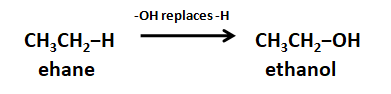 -OH replaces -H
CH₃CH₂–H
CH₃CH₂–OH
ehane
ethanol